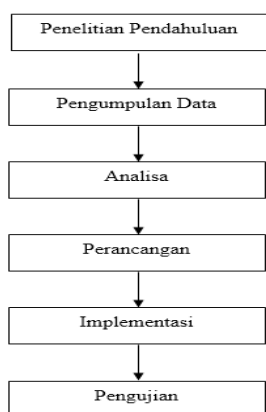 Penelitian Pendahuluan
Pengumpulan Data
Analisa
Perancangan
Implementasi
Pengujian